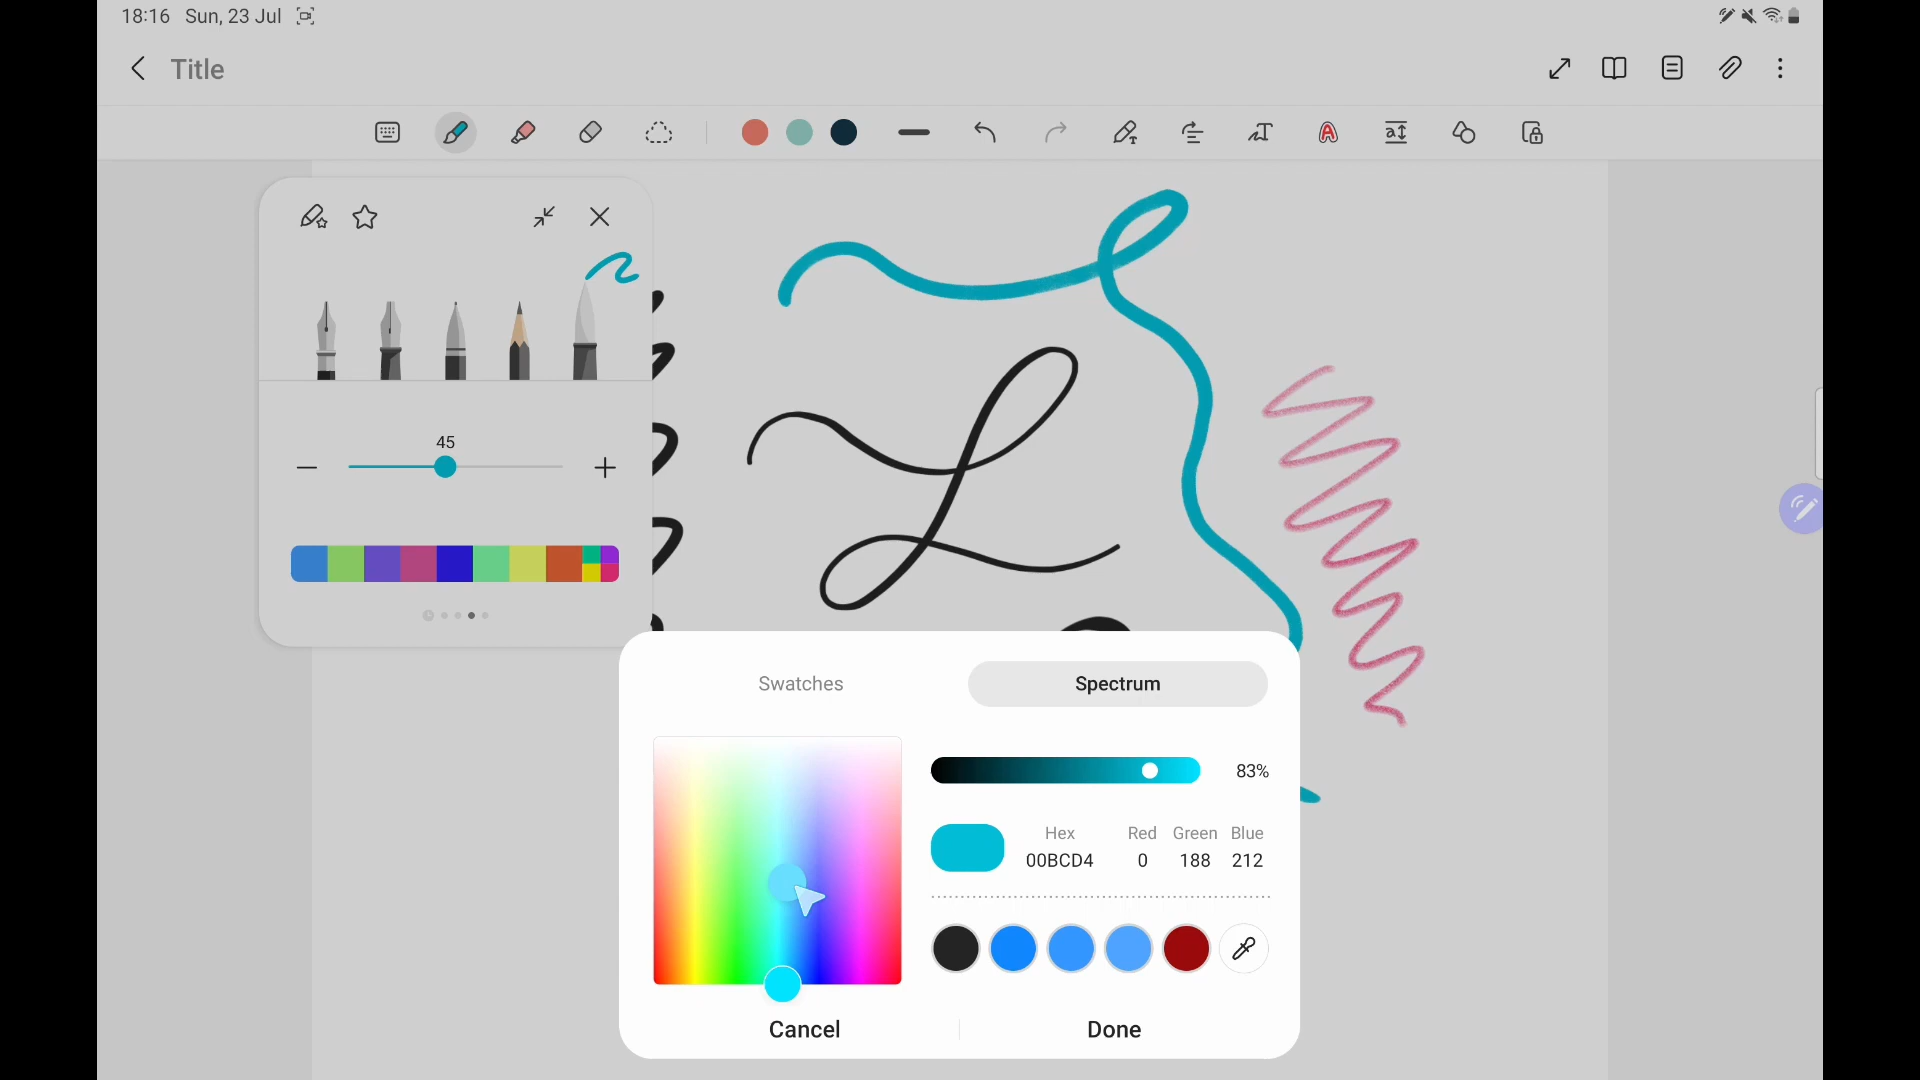 18:16 Sun, 23 Jul
Title
45
Swatches
Spectrum
83%
Hex Red Green Blue
00BCD4 0 188 212
Cancel
Done